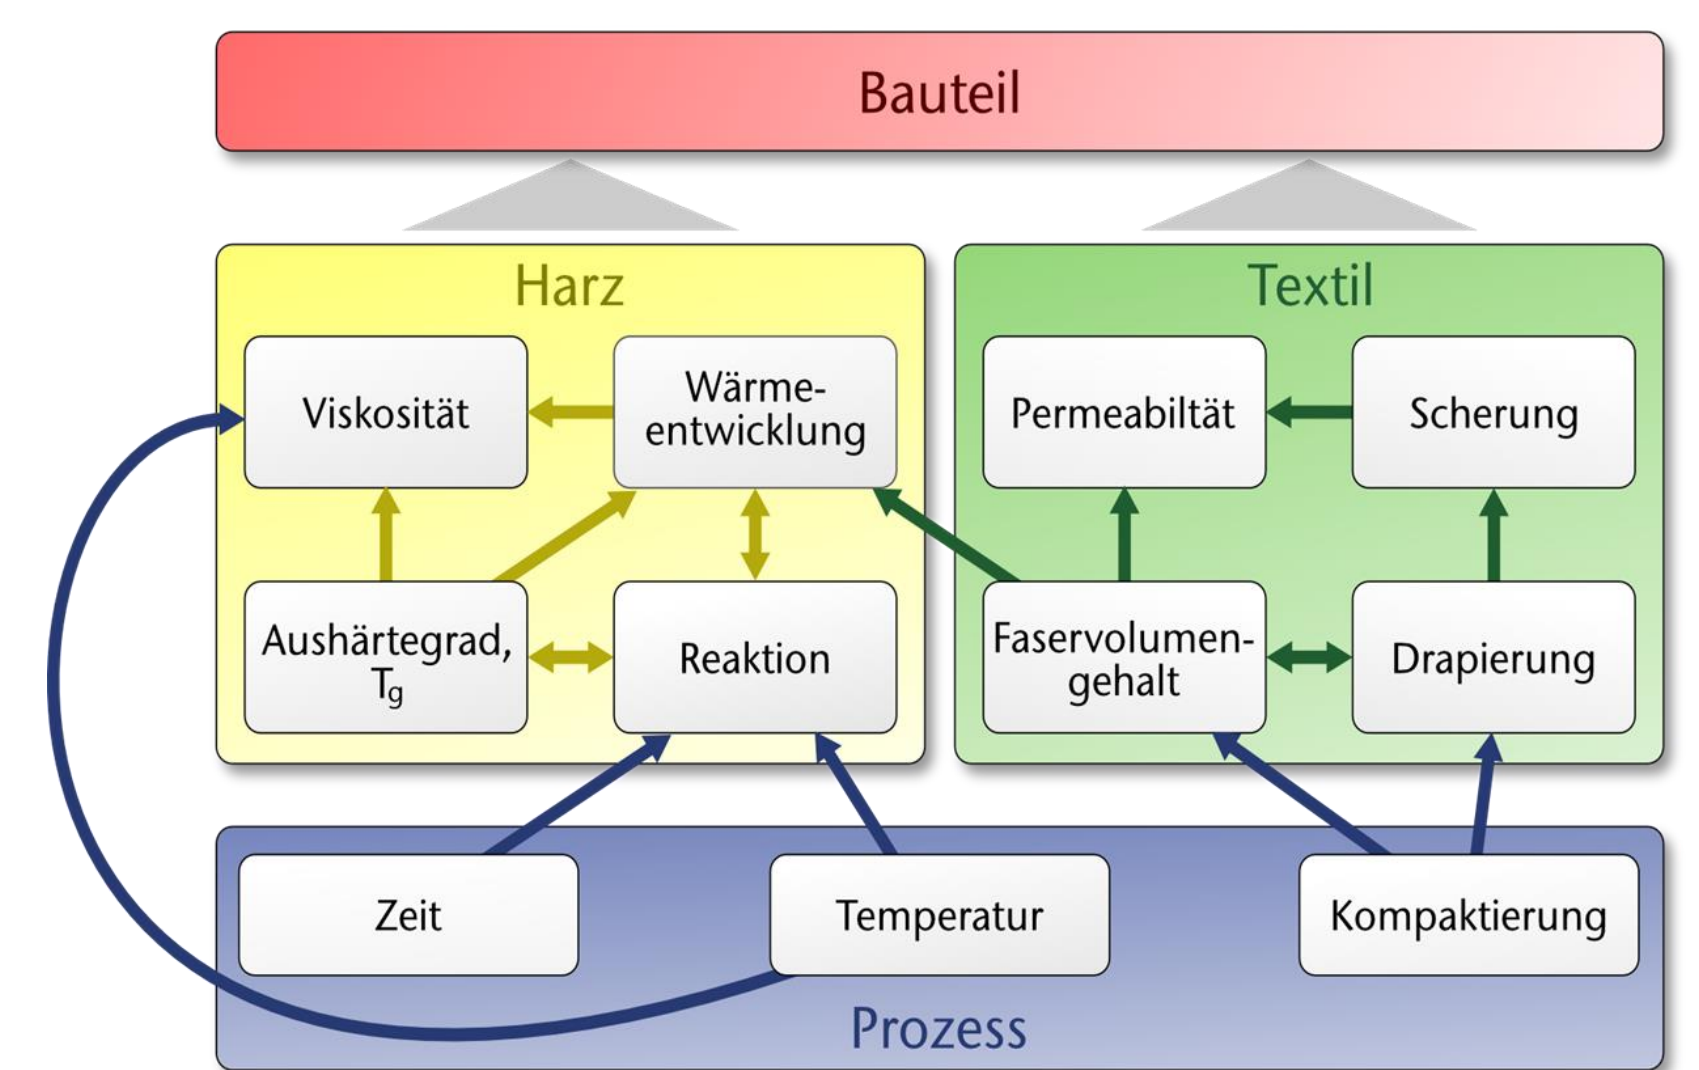 Bauteil
Harz
Textil
Viskosität
Wärme-
entwicklung
Permeabiltät
Scherung
Aushärtegrad,
Tg
Reaktion
Faservolumen-
gehalt
Drapierung
Zeit
Temperatur
Kompaktierung
Prozess